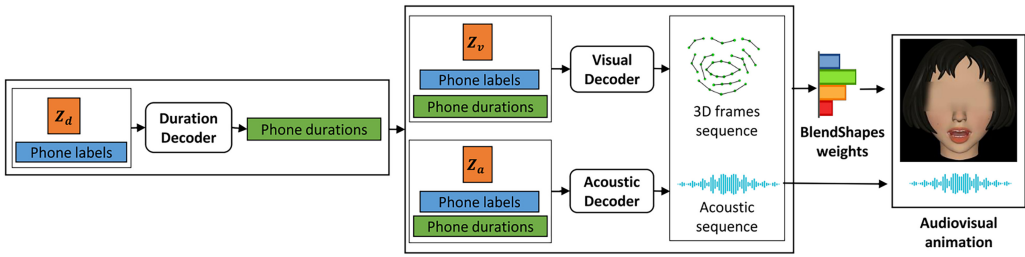 Z_d
Phone labels
Duration
Decoder
Phone durations
Z_v
Phone labels
Phone durations
Visual
Decoder
3D frames
sequence
Z_a
Phone labels
Phone durations
Acoustic
Decoder
Acoustic
sequence
BlendShapes
weights
Audiovisual
animation